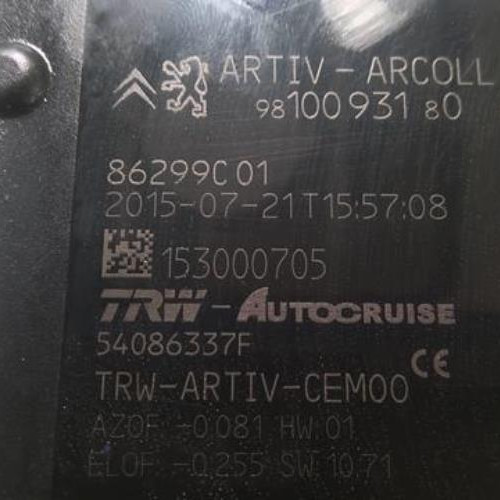 ARTIV - ARCOLL
98100931 80
86299C01
2015-07-21T15:57:08
153000705
TRW - AUTOCRUISE
54086337F
CE
TRW-ARTIV-CEM00
AZOF: -0.081 HW: 01
ELOF: -0.255 SW: 10.71